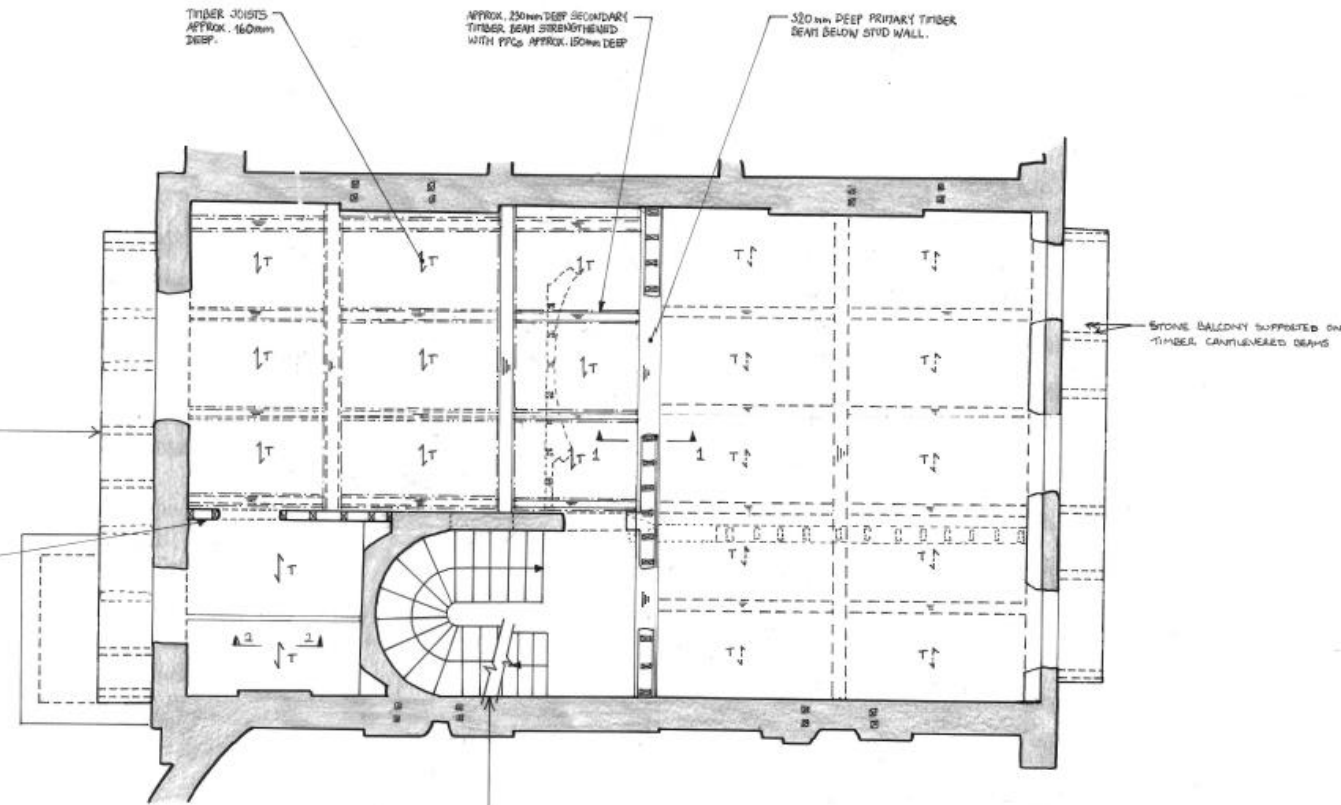 TIMBER JOISTS
APPROX. 160mm
DEEP.
APPROX. 230mm DEEP SECONDARY
TIMBER BEAM STRENGTHENED
WITH PFCs APPROX. 150mm DEEP
320mm DEEP PRIMARY TIMBER
BEAM BELOW STUD WALL.
T T T T T
T T T T T
STONE BALCONY SUPPORTED ON
TIMBER CANTILEVERED BEAMS
T T T 1 1 T T
T T T
2 2
T T T